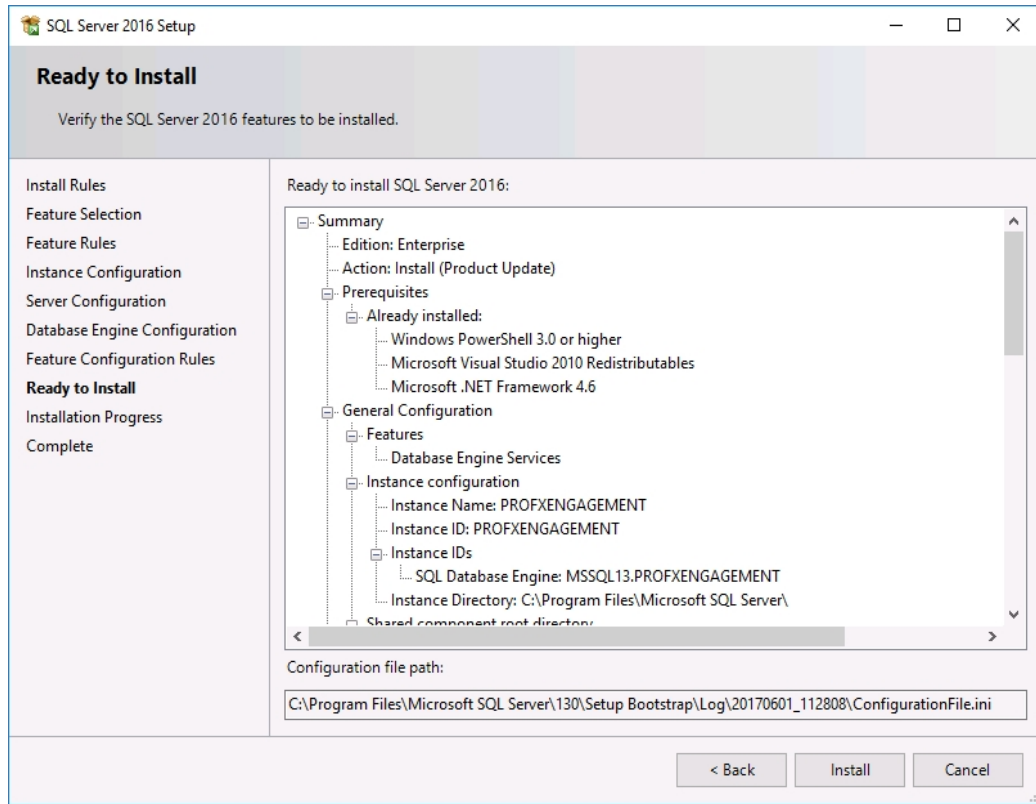 SQL Server 2016 Setup
Ready to Install
Verify the SQL Server 2016 features to be installed.
Install Rules
Feature Selection
Feature Rules
Instance Configuration
Server Configuration
Database Engine Configuration
Feature Configuration Rules
Ready to Install
Installation Progress
Complete
Ready to install SQL Server 2016:
Summary
Edition: Enterprise
Action: Install (Product Update)
Prerequisites
Already installed:
Windows PowerShell 3.0 or higher
Microsoft Visual Studio 2010 Redistributables
Microsoft .NET Framework 4.6
General Configuration
Features
Database Engine Services
Instance configuration
Instance Name: PROFXENGAGEMENT
Instance ID: PROFXENGAGEMENT
Instance IDs
SQL Database Engine: MSSQL13.PROFXENGAGEMENT
Instance Directory: C:\Program Files\Microsoft SQL Server\
Shared component root directory
Configuration file path:
C:\Program Files\Microsoft SQL Server\130\Setup Bootstrap\Log\20170601_112808\ConfigurationFile.ini
< Back
Install
Cancel